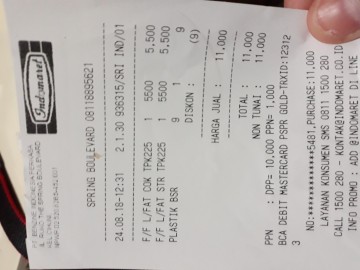 Indomaret
SPRING BOULEVARD 08118895621
24.08.18-12:31 2.1.30 936315/SRI IND/01
F/F L/FAT COK TPK225 1 5500 5.500
F/F L/FAT STR TPK225 1 5500 5.500
PLASTIK BSR 9 1 9
DISKON : (9)
HARGA JUAL : 11,000
TOTAL : 11,000
NON TUNAI : 11,000
PPN : DPP= 10,000 PPN= 1,000
BCA DEBIT MASTERCARD PSPR GOLD-TRXID:12312
3
NO:************5481,PURCHASE:11,000
LAYANAN KONSUMEN SMS 0811 1500 280
CALL 1500 280 - KONTAK@INDOMARET
INFO PROMO : ADD @INDOMARET DI LINE